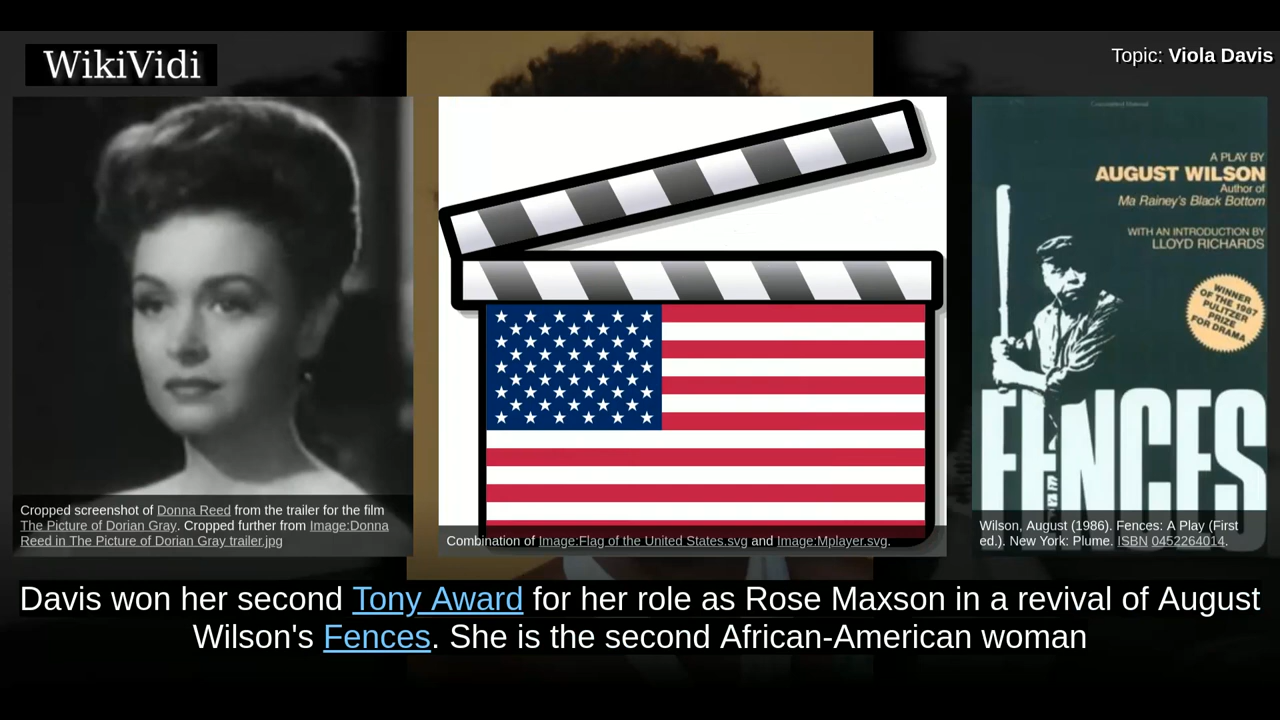 WikiVidi
Topic: Viola Davis
Cropped screenshot of Donna Reed from the trailer for the film
The Picture of Dorian Gray. Cropped further from Image:Donna
Reed in The Picture of Dorian Gray trailer.jpg
Combination of Image:Flag of the United States.svg and Image:Mplayer.svg.
A PLAY BY
AUGUST WILSON
Author of
Ma Rainey's Black Bottom
WITH AN INTRODUCTION BY
LLOYD RICHARDS
WINNER
OF THE 1987
PULITZER
PRIZE
FOR DRAMA
FENCES
Wilson, August (1986). Fences: A Play (First
ed.). New York: Plume. ISBN 0452264014.
Davis won her second Tony Award for her role as Rose Maxson in a revival of August
Wilson's Fences. She is the second African-American woman